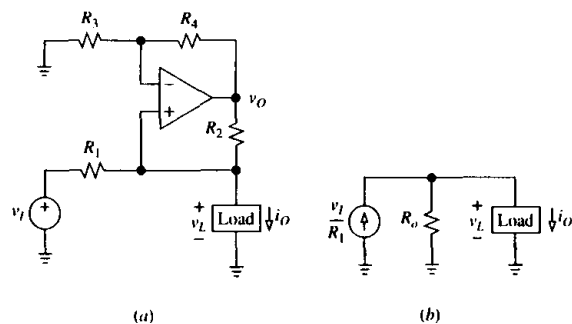 R3
R4
−
+
vO
R2
R1
vI
+
+
vL
−
Load
iO
vI
R1
Ro
+
vL
−
Load
iO
(a)
(b)